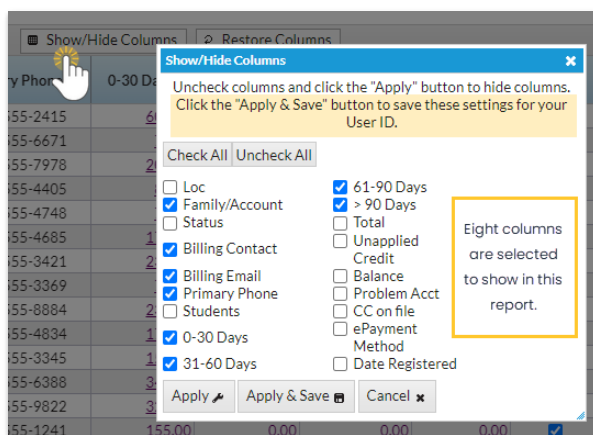 Show/Hide Columns Restore Columns
Show/Hide Columns
y Phon 0-30 Da
Uncheck columns and click the "Apply" button to hide columns.
Click the "Apply & Save" button to save these settings for your
User ID.
555-2415
555-6671
Check All Uncheck All
555-7978
555-4405
Loc
61-90 Days
Family/Account
> 90 Days
555-4748
Status
Total
555-4685
Billing Contact
Unapplied
Credit
555-3421
Billing Email
Balance
555-3369
Primary Phone
Problem Acct
555-8884
Students
CC on file
555-4834
0-30 Days
ePayment
Method
555-3345
31-60 Days
Date Registered
Eight columns
are selected
to show in this
report.
555-6388
Apply Apply & Save Cancel
555-9822
555-1241 155.00 0.00 0.00 0.00